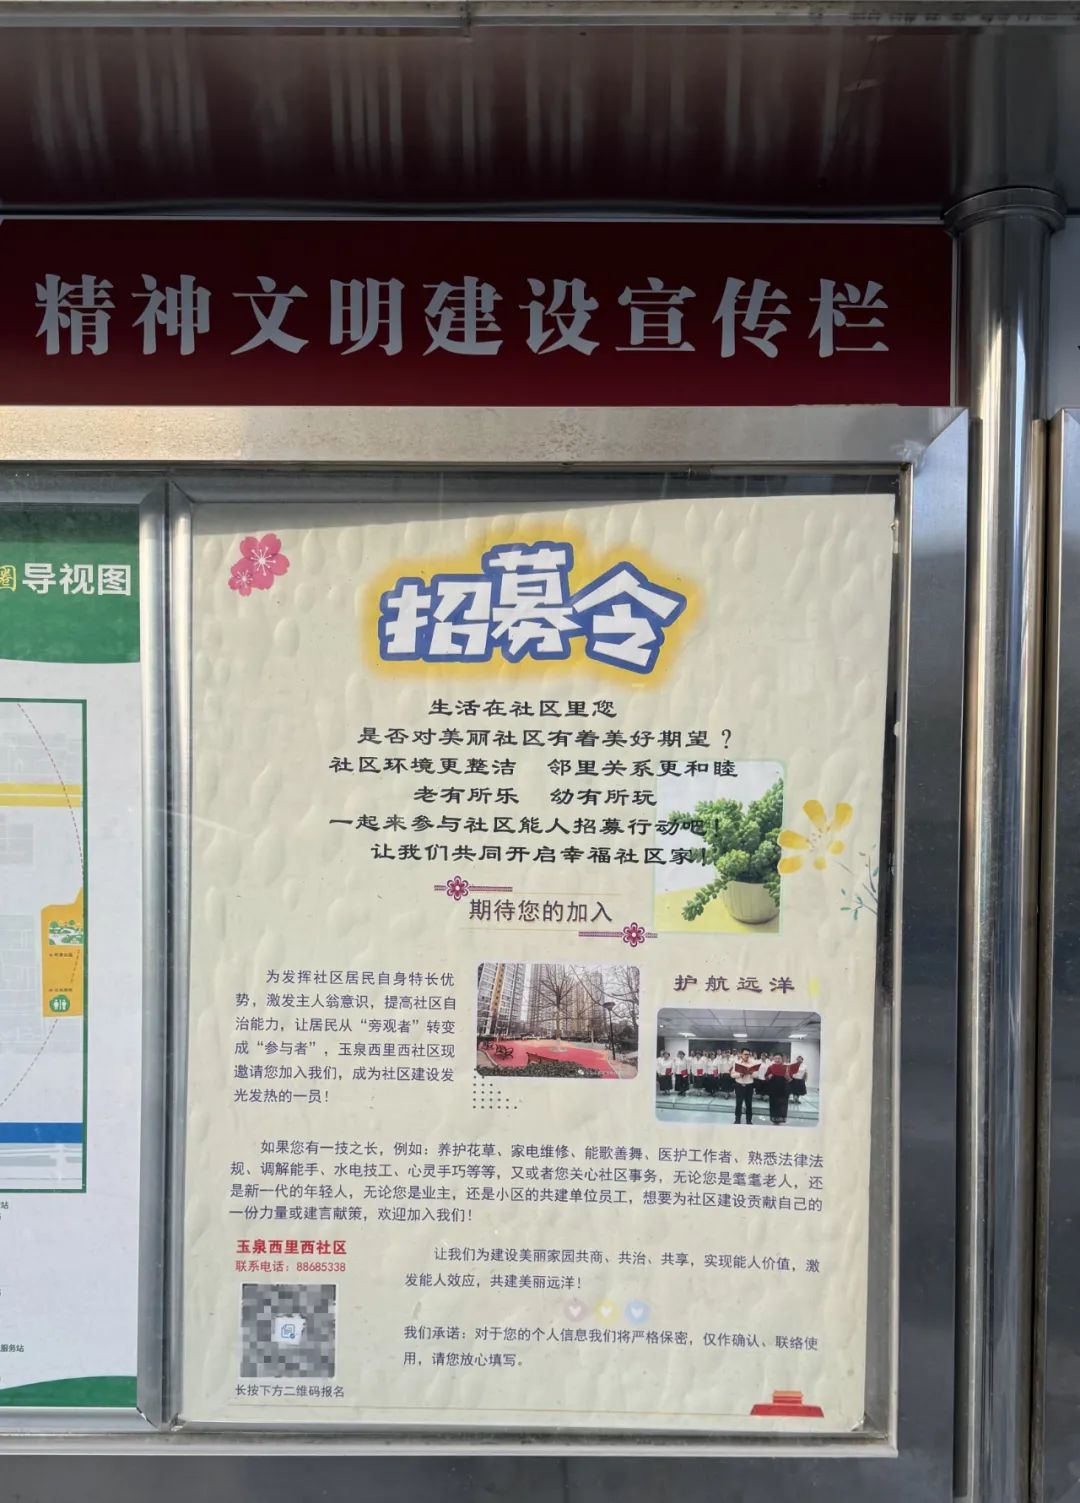 精神文明建设宣传栏
圈导视图
招募令
生活在社区里您
是否对美丽社区有着美好期望？
社区环境更整洁 邻里关系更和睦
老有所乐 幼有所玩
一起来参与社区能人招募行动吧！
让我们共同开启幸福社区家！
期待您的加入
为发挥社区居民自身特长优
势，激发主人翁意识，提高社区自
治能力，让居民从“旁观者”转变
成“参与者”，玉泉西里西社区现
邀请您加入我们，成为社区建设发
光发热的一员！
护航远洋
如果您有一技之长，例如：养护花草、家电维修、能歌善舞、医护工作者、熟悉法律法
规、调解能手、水电技工、心灵手巧等等，又或者您关心社区事务，无论您是耄耋老人，还
是新一代的年轻人，无论您是业主，还是小区的共建单位员工，想要为社区建设贡献自己的
一份力量或建言献策，欢迎加入我们！
玉泉西里西社区
联系电话：88685338
长按下方二维码报名
让我们为建设美丽家园共商、共治、共享，实现能人价值，激
发能人效应，共建美丽远洋！
我们承诺：对于您的个人信息我们将严格保密，仅作确认、联络使
用，请您放心填写。
站
服务站